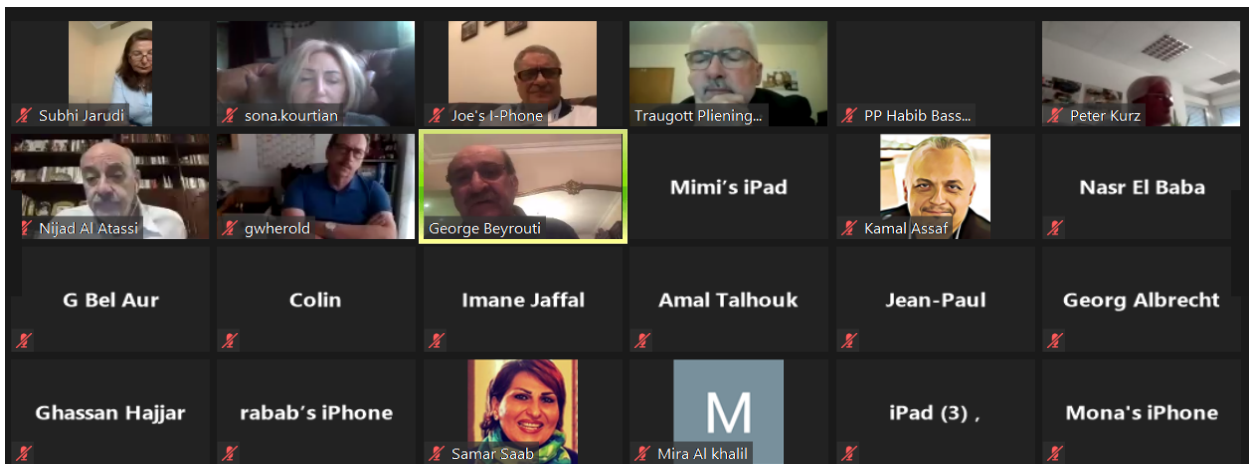 Subhi Jarudi
sona.kourtian
Joe's I-Phone
Traugott Pliening...
PP Habib Bass...
Peter Kurz
Nijad Al Atassi
gwherold
George Beyrouti
Mimi's iPad
Kamal Assaf
Nasr El Baba
G Bel Aur
Colin
Imane Jaffal
Amal Talhouk
Jean-Paul
Georg Albrecht
Ghassan Hajjar
rabab's iPhone
Samar Saab
M
Mira Al khalil
iPad (3) ,
Mona's iPhone